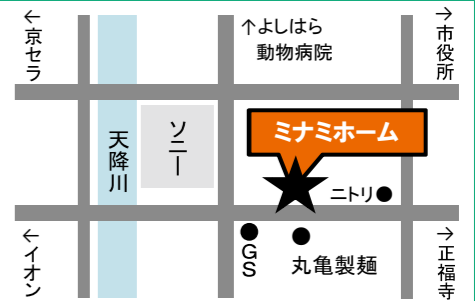 ←京セラ
↑よしはら
動物病院
→市役所
天降川
ソニー
ミナミホーム
ニトリ●
←イオン
●GS
●丸亀製麺
→正福寺